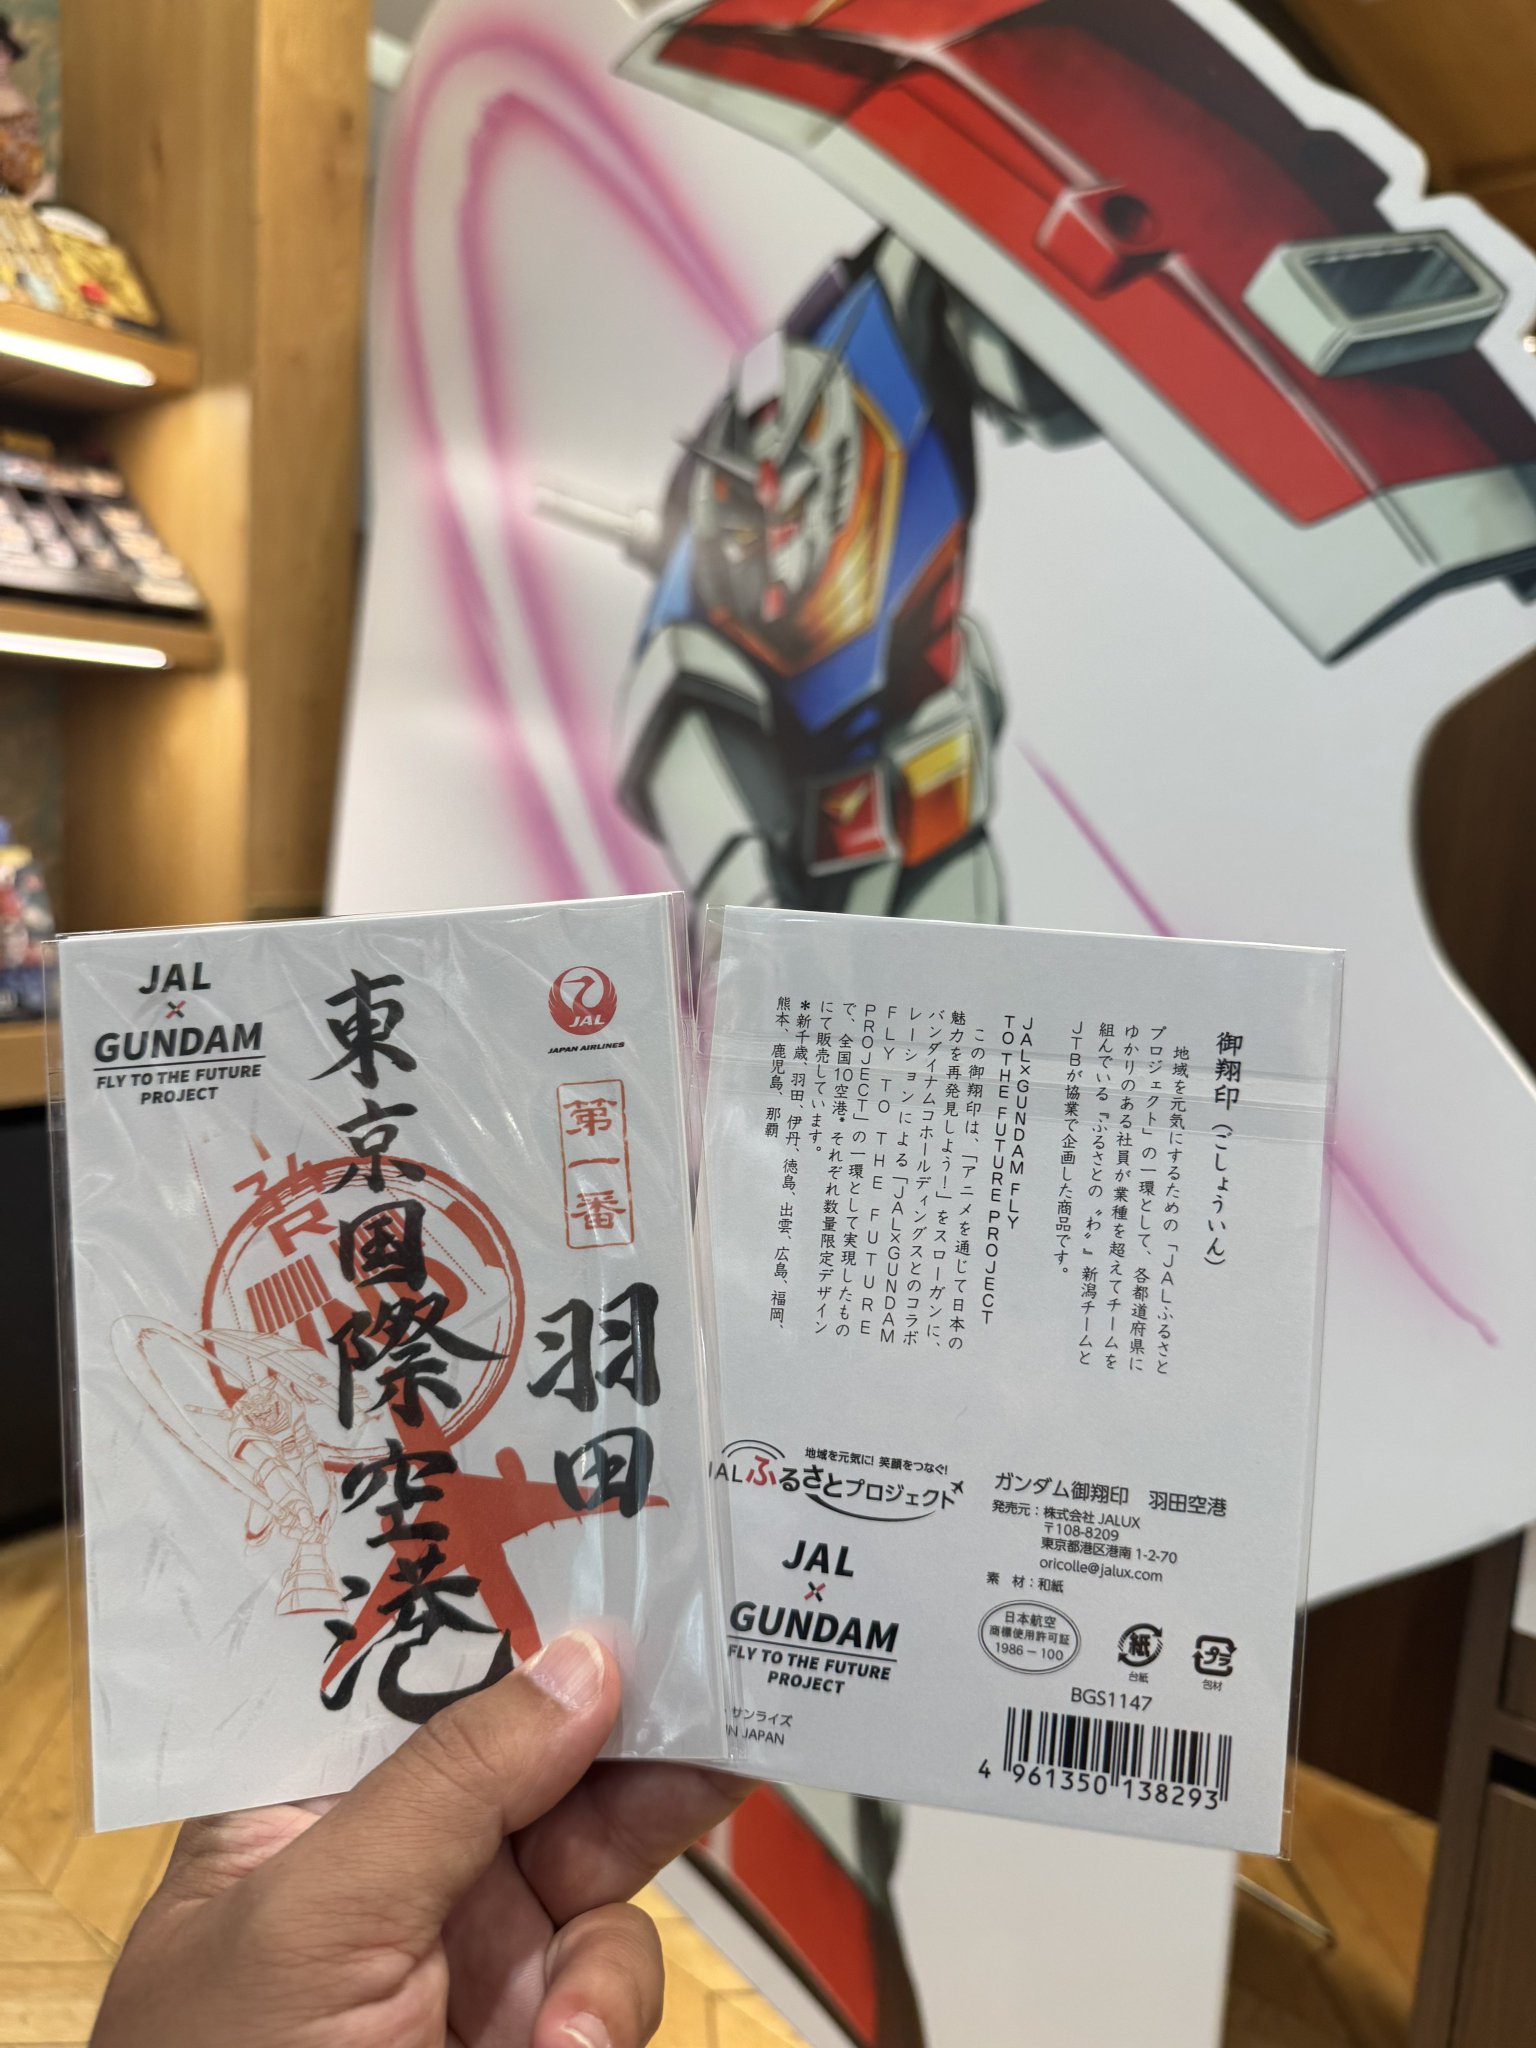 JAL
×
GUNDAM
FLY TO THE FUTURE
PROJECT
JAL
JAPAN AIRLINES
第一番
羽田
東京国際空港
御翔印(ごしょういん)
地域を元気にするための「JALふるさと
プロジェクト」の一環として、各都道府県に
ゆかりのある社員が業種を超えてチームを
組んでいる『ふるさとの〝わ〟』新潟チームと
JTBが協業で企画した商品です。
JAL×GUNDAM FLY
TO THE FUTURE PROJECT
この御翔印は、「アニメを通じて日本の
魅力を再発見しよう!」をスローガンに、
バンダイナムコホールディングスとのコラボ
レーションによる「JAL×GUNDAM
FLY TO THE FUTURE
PROJECT」の一環として実現したもの
で、全国10空港* それぞれ数量限定デザイン
にて販売しています。
*新千歳、羽田、伊丹、徳島、出雲、広島、福岡、
熊本、鹿児島、那覇
地域を元気に! 笑顔をつなぐ!
JALふるさとプロジェクト
JAL
×
GUNDAM
FLY TO THE FUTURE
PROJECT
サンライズ
IN JAPAN
ガンダム御翔印 羽田空港
発売元:株式会社 JALUX
〒108-8209
東京都港区港南 1-2-70
oricolle@jalux.com
素 材:和紙
日本航空
商標使用許可証
1986-100
紙
台紙
プラ
包材
BGS1147
4 961350 138293